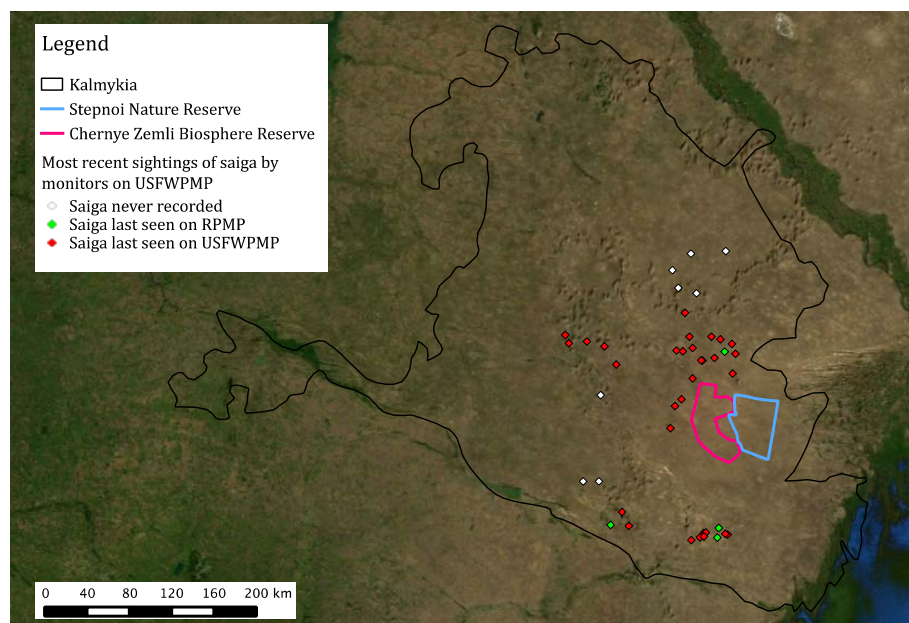 Legend
Kalmykia
Stepnoi Nature Reserve
Chernye Zemli Biosphere Reserve
Most recent sightings of saiga by
monitors on USFWPMP
Saiga never recorded
Saiga last seen on RPMP
Saiga last seen on USFWPMP
0 40 80 120 160 200 km